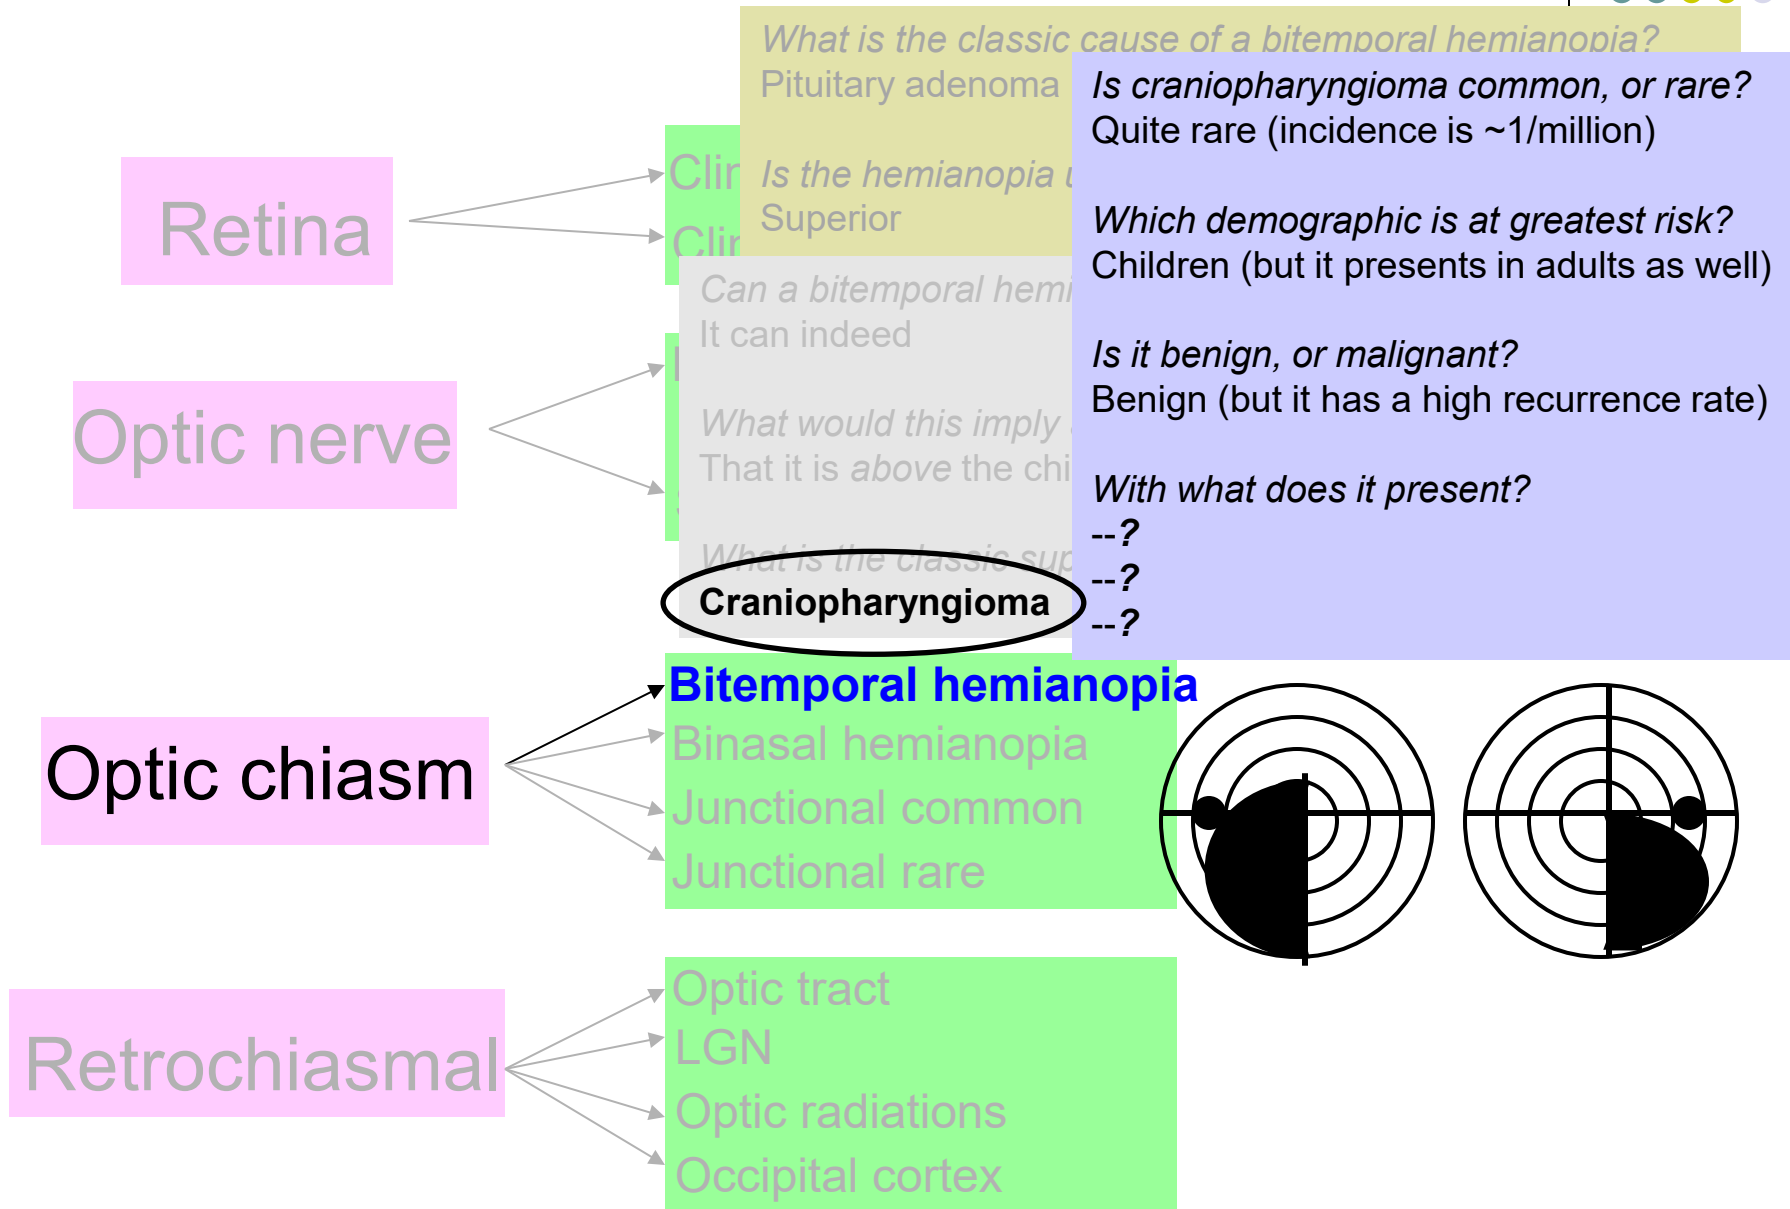 What is the classic cause of a bitemporal hemianopia?
Pituitary adenoma
Is the hemianopia
Superior
Is craniopharyngioma common, or rare?
Quite rare (incidence is ~1/million)
Which demographic is at greatest risk?
Children (but it presents in adults as well)
Is it benign, or malignant?
Benign (but it has a high recurrence rate)
With what does it present?
--?
--?
--?
Can a bitemporal
It can indeed
What would this imply
That it is above the
What is the classic
Craniopharyngioma
Retina
Optic nerve
Optic chiasm
Bitemporal hemianopia
Binasal hemianopia
Junctional common
Junctional rare
Retrochiasmal
Optic tract
LGN
Optic radiations
Occipital cortex